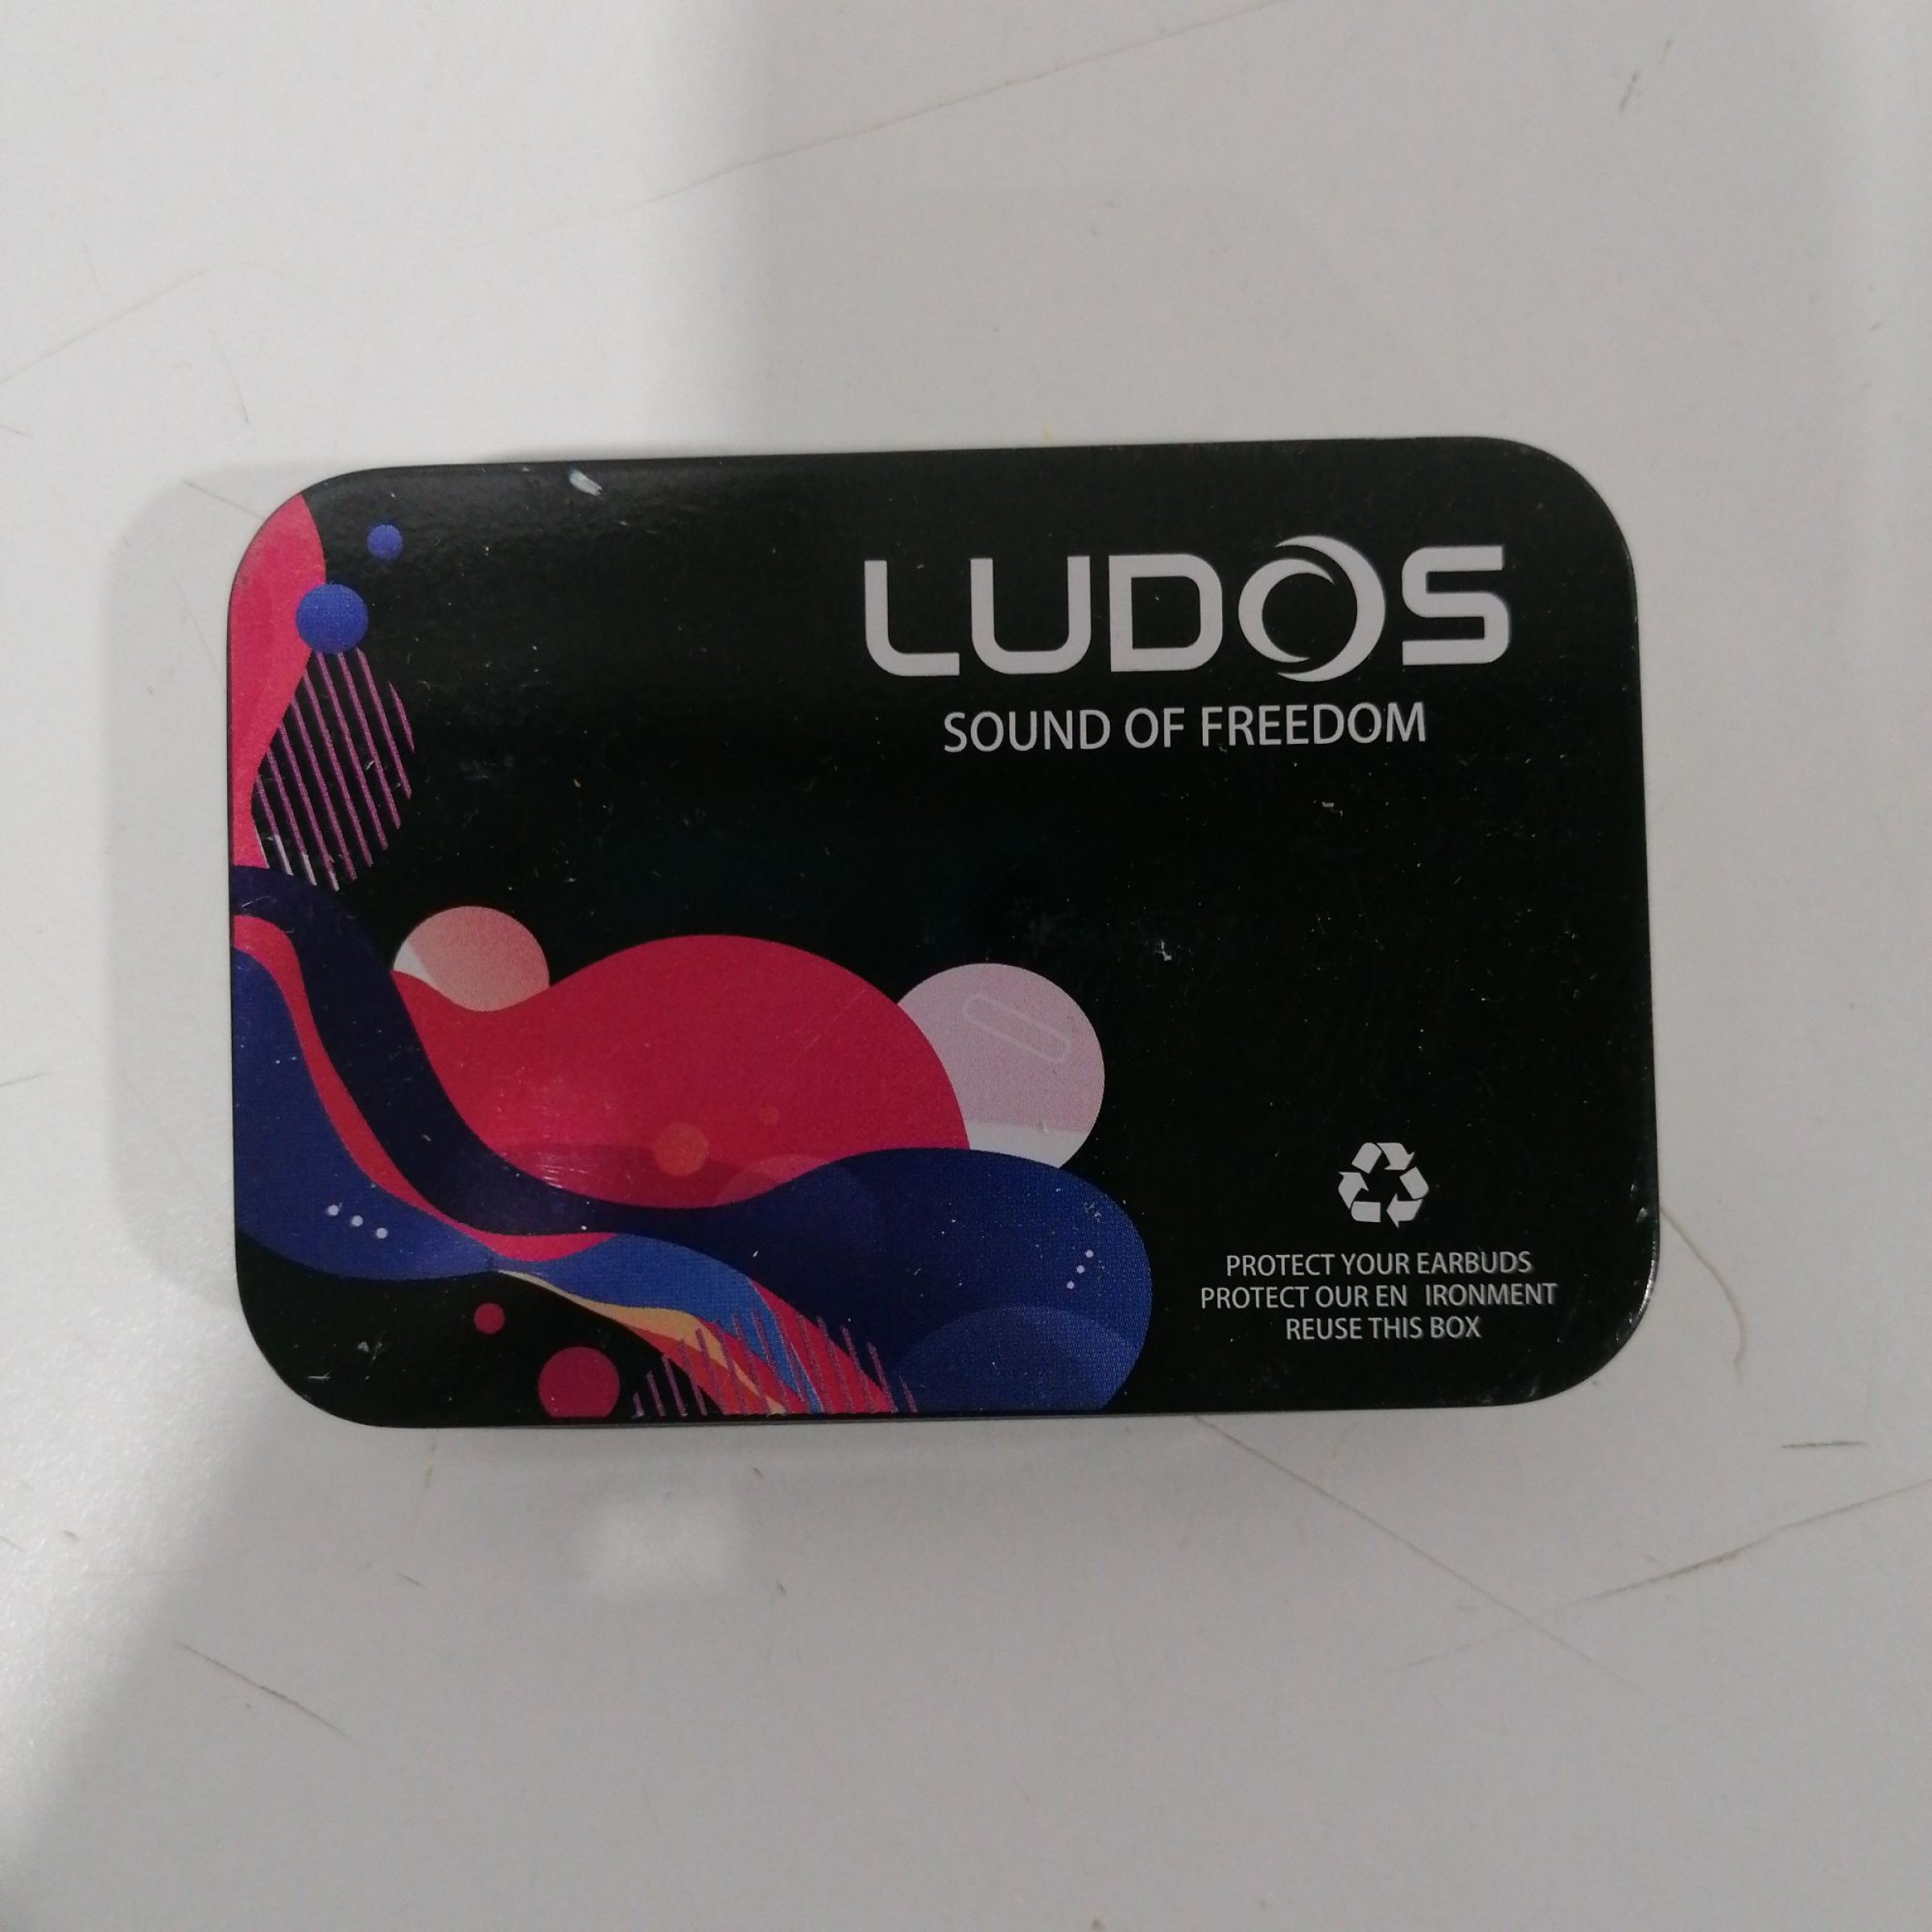 LUDOS
SOUND OF FREEDOM
PROTECT YOUR EARBUDS
PROTECT OUR EN IRONMENT
REUSE THIS BOX